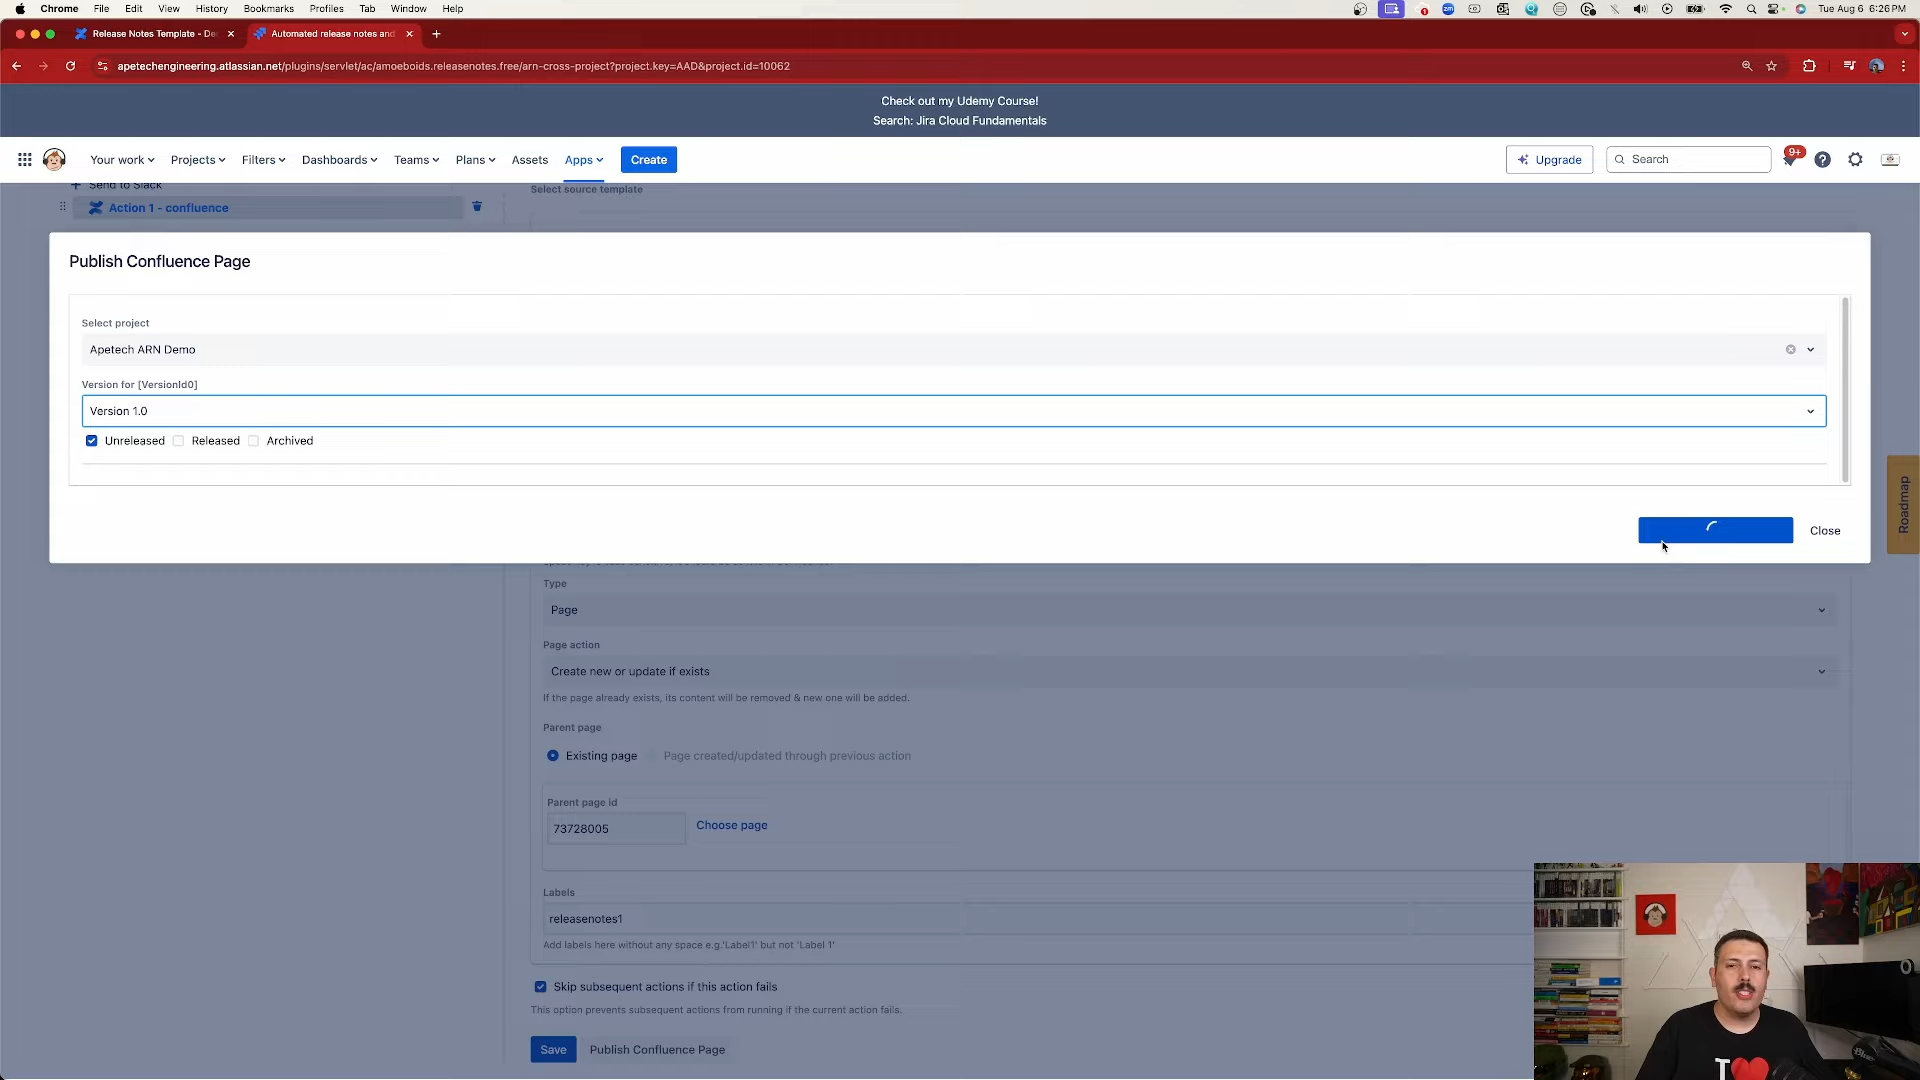 Chrome File Edit View History Bookmarks Profiles Tab Window Help
1 zm Tue Aug 6 6:26 PM
Release Notes Template - De
Automated release notes and
apetechengineering.atlassian.net/plugins/servlet/ac/amoeboids.releasenotes.free/arn-cross-project?project.key=AAD&project.id=10062
Check out my Udemy Course!
Search: Jira Cloud Fundamentals
Your work Projects Filters Dashboards Teams Plans Assets Apps Create Upgrade Search 9+
Send to Slack
Select source template
Action 1 - confluence
Publish Confluence Page
Select project
Apetech ARN Demo
Version for [VersionId0]
Version 1.0
Unreleased Released Archived
Roadmap
Close
Type
Page
Page action
Create new or update if exists
If the page already exists, its content will be removed & new one will be added.
Parent page
Existing page Page created/updated through previous action
Parent page id
73728005 Choose page
Labels
releasenotes1
Add labels here without any space e.g.'Label1' but not 'Label 1'
Skip subsequent actions if this action fails
This option prevents subsequent actions from running if the current action fails.
Save Publish Confluence Page
I